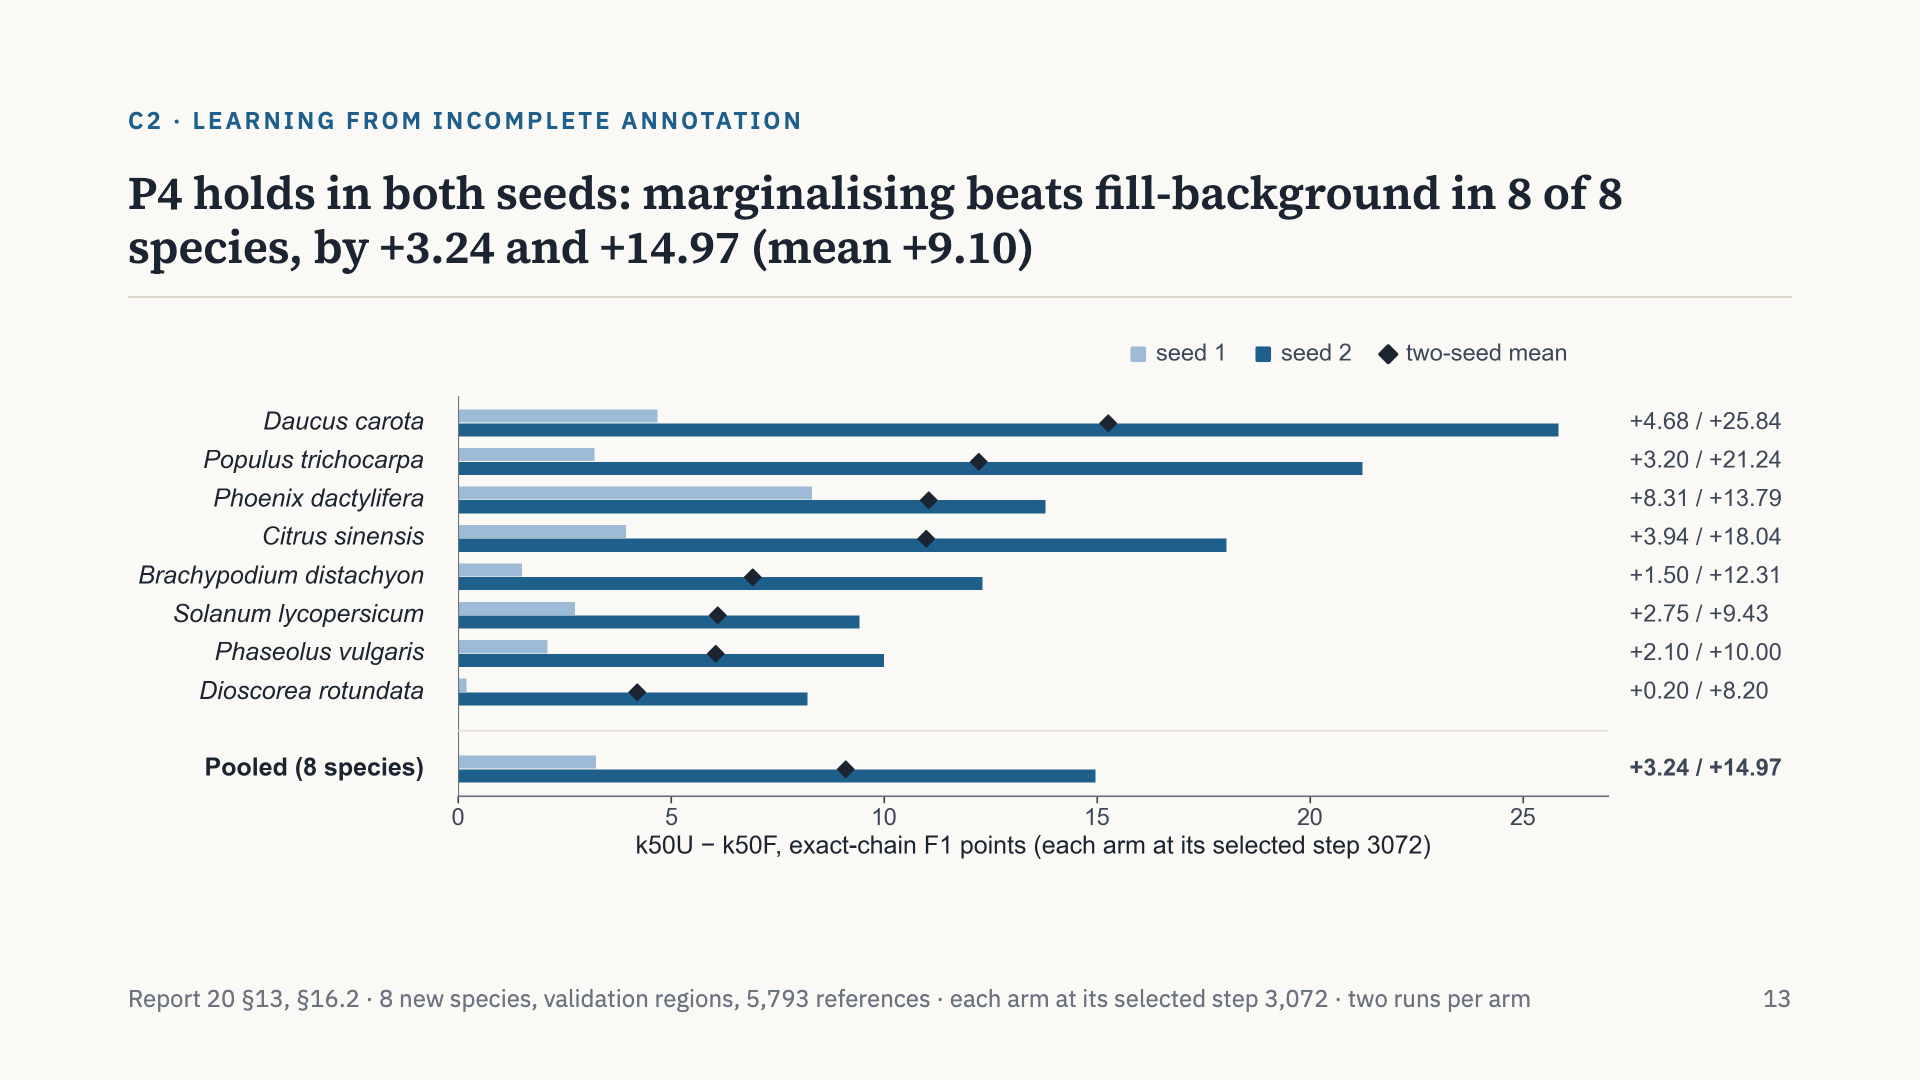 C2 · LEARNING FROM INCOMPLETE ANNOTATION
P4 holds in both seeds: marginalising beats fill-background in 8 of 8
species, by +3.24 and +14.97 (mean +9.10)
seed 1 seed 2 two-seed mean
Daucus carota +4.68 / +25.84
Populus trichocarpa +3.20 / +21.24
Phoenix dactylifera +8.31 / +13.79
Citrus sinensis +3.94 / +18.04
Brachypodium distachyon +1.50 / +12.31
Solanum lycopersicum +2.75 / +9.43
Phaseolus vulgaris +2.10 / +10.00
Dioscorea rotundata +0.20 / +8.20
Pooled (8 species) +3.24 / +14.97
0 5 10 15 20 25
k50U − k50F, exact-chain F1 points (each arm at its selected step 3072)
Report 20 §13, §16.2 · 8 new species, validation regions, 5,793 references · each arm at its selected step 3,072 · two runs per arm 13